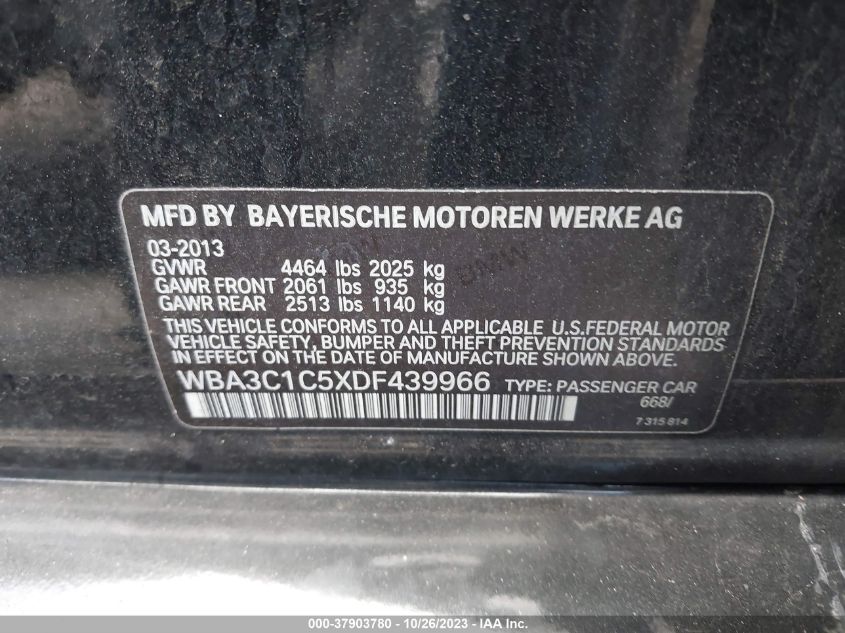 MFD BY BAYERISCHE MOTOREN WERKE AG
03-2013
GVWR 4464 lbs 2025 kg
GAWR FRONT 2061 lbs 935 kg
GAWR REAR 2513 lbs 1140 kg
THIS VEHICLE CONFORMS TO ALL APPLICABLE U.S.FEDERAL MOTOR
VEHICLE SAFETY, BUMPER AND THEFT PREVENTION STANDARDS
IN EFFECT ON THE DATE OF MANUFACTURE SHOWN ABOVE.
WBA3C1C5XDF439966 TYPE: PASSENGER CAR
668/
7 315 814
000-37903780 - 10/26/2023 - IAA Inc.